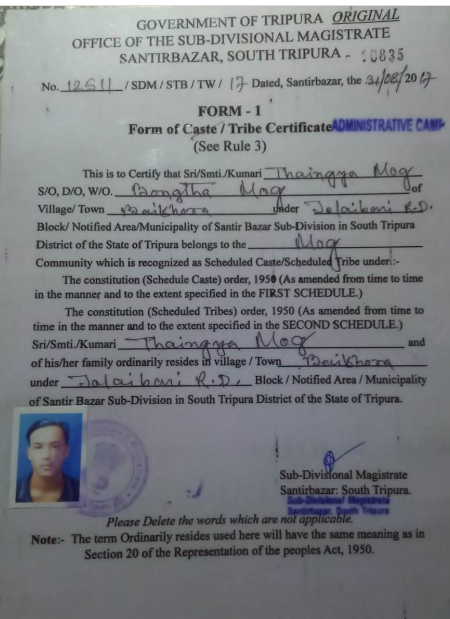 GOVERNMENT OF TRIPURA ORIGINAL
OFFICE OF THE SUB-DIVISIONAL MAGISTRATE
SANTIRBAZAR, SOUTH TRIPURA - 10835
No. 12511 / SDM / STB / TW / 17 Dated, Santirbazar, the 31/08/2017
FORM - 1
Form of Caste / Tribe Certificate ADMINISTRATIVE CAMP
(See Rule 3)
This is to Certify that Sri/Smti./Kumari Thaingya Mog
S/O, D/O, W/O. Bongtha Mog of
Village/ Town Baikhora under Jolaibari R.D.
Block/ Notified Area/Municipality of Santir Bazar Sub-Division in South Tripura
District of the State of Tripura belongs to the Mog
Community which is recognized as Scheduled Caste/Scheduled Tribe under:-
The constitution (Schedule Caste) order, 1950 (As amended from time to time
in the manner and to the extent specified in the FIRST SCHEDULE.)
The constitution (Scheduled Tribes) order, 1950 (As amended from time to
time in the manner and to the extent specified in the SECOND SCHEDULE.)
Sri/Smti./Kumari Thaingya Mog and
of his/her family ordinarily resides in village / Town Baikhora
under Jolaibari R.D. Block / Notified Area / Municipality
of Santir Bazar Sub-Division in South Tripura District of the State of Tripura.
Sub-Divisional Magistrate
Santirbazar: South Tripura.
Sub-Divisional Magistrate
Santirbazar, South Tripura
Please Delete the words which are not applicable.
Note:- The term Ordinarily resides used here will have the same meaning as in
Section 20 of the Representation of the peoples Act, 1950.